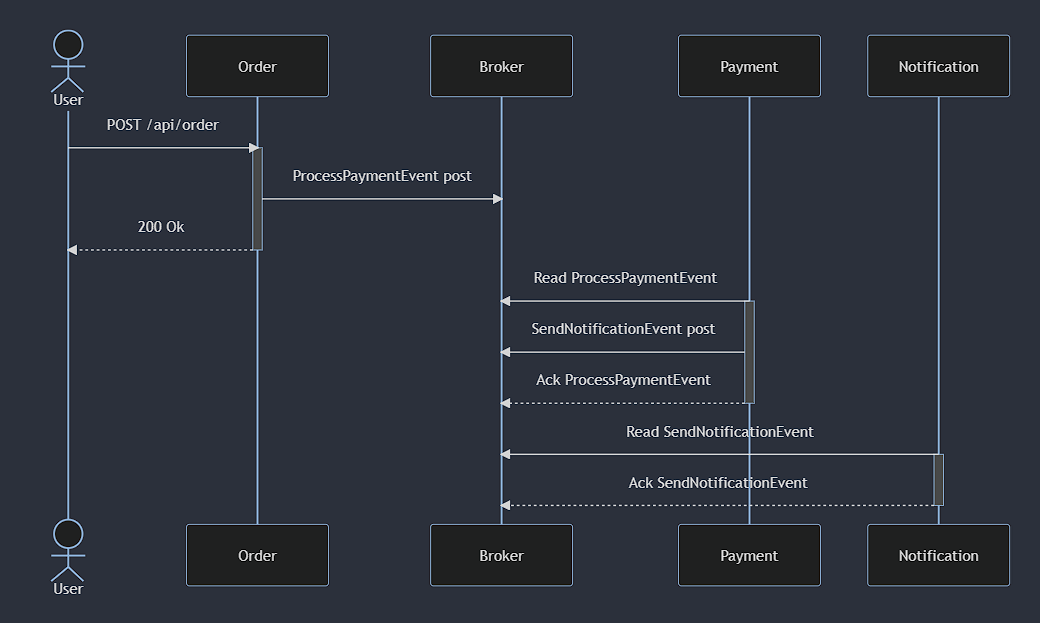 User
Order
Broker
Payment
Notification
POST /api/order
ProcessPaymentEvent post
200 Ok
Read ProcessPaymentEvent
SendNotificationEvent post
Ack ProcessPaymentEvent
Read SendNotificationEvent
Ack SendNotificationEvent
User
Order
Broker
Payment
Notification